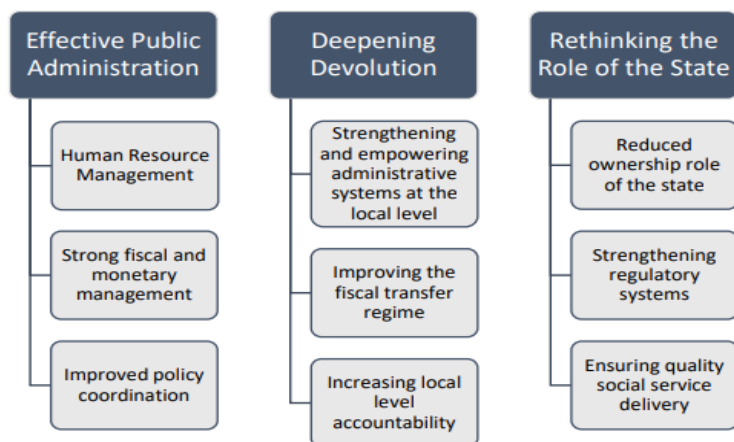 Effective Public
Administration
Human Resource
Management
Strong fiscal and
monetary
management
Improved policy
coordination
Deepening
Devolution
Strengthening
and empowering
administrative
systems at the
local level
Improving the
fiscal transfer
regime
Increasing local
level
accountability
Rethinking the
Role of the State
Reduced
ownership role
of the state
Strengthening
regulatory
systems
Ensuring quality
social service
delivery